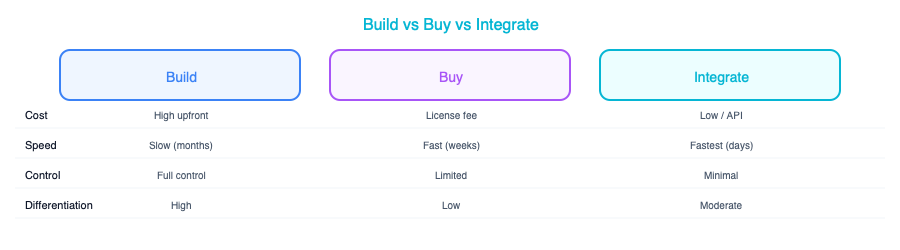 Build vs Buy vs Integrate
Build Buy Integrate
Cost High upfront License fee Low / API
Speed Slow (months) Fast (weeks) Fastest (days)
Control Full control Limited Minimal
Differentiation High Low Moderate